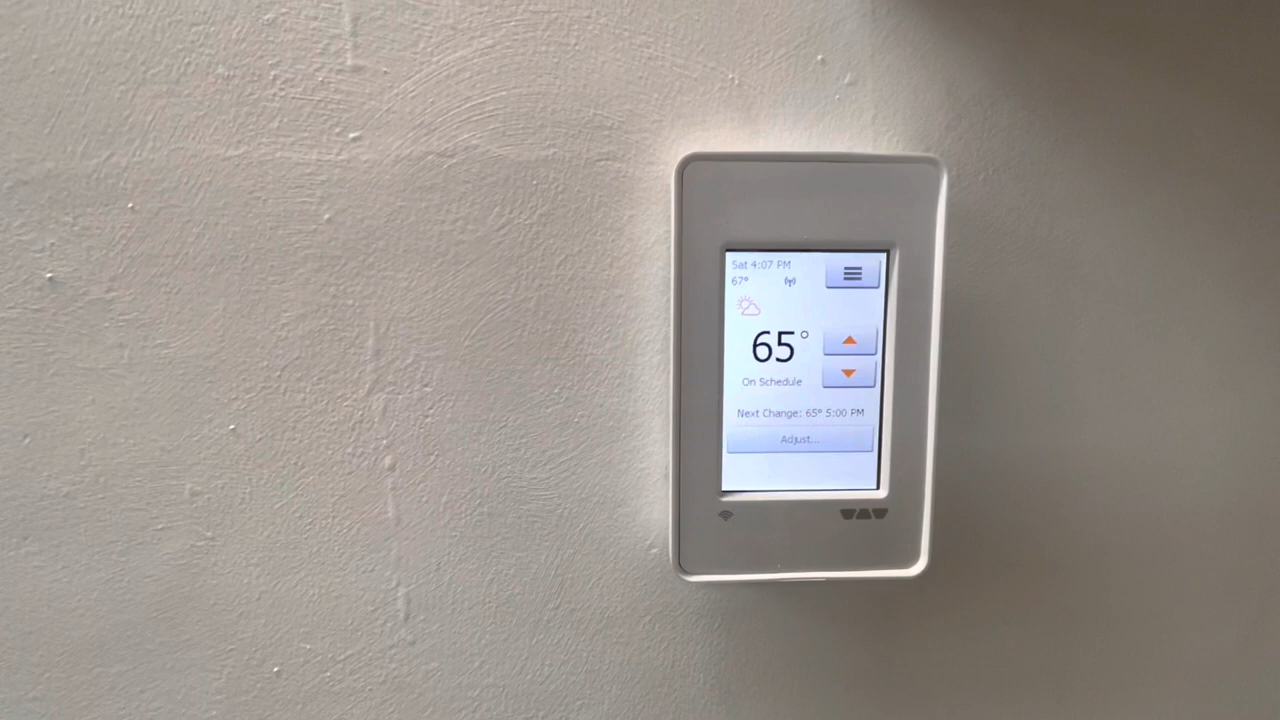 Sat 4:07 PM
67°
65°
On Schedule
Next Change: 65° 5:00 PM
Adjust...